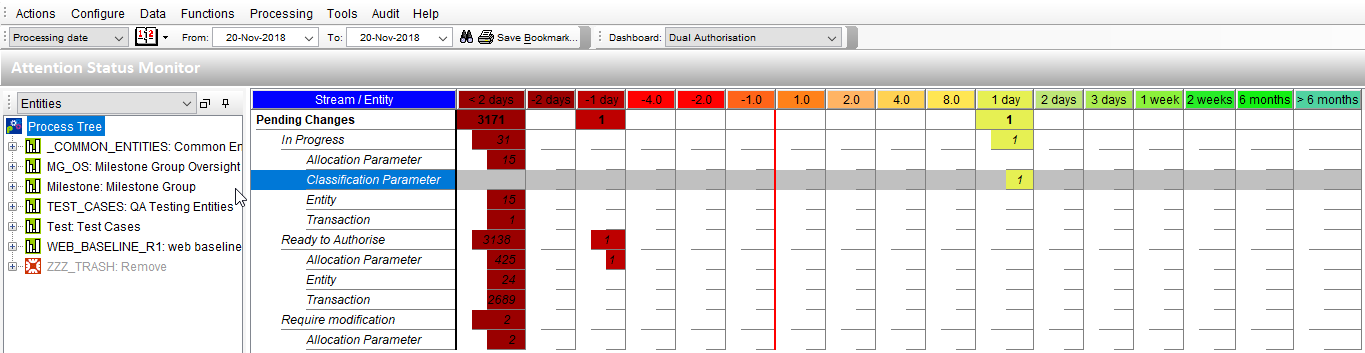 Actions Configure Data Functions Processing Tools Audit Help
Processing date From: 20-Nov-2018 To: 20-Nov-2018 Save Bookmark... Dashboard: Dual Authorisation
Attention Status Monitor
Entities
Process Tree
_COMMON_ENTITIES: Common En
MG_OS: Milestone Group Oversight
Milestone: Milestone Group
TEST_CASES: QA Testing Entities
Test: Test Cases
WEB_BASELINE_R1: web baseline
ZZZ_TRASH: Remove
Stream / Entity < 2 days -2 days -1 day -4.0 -2.0 -1.0 1.0 2.0 4.0 8.0 1 day 2 days 3 days 1 week 2 weeks 6 months > 6 months
Pending Changes 3171 1 1
In Progress 31 1
Allocation Parameter 15
Classification Parameter 1
Entity 15
Transaction 1
Ready to Authorise 3138 1
Allocation Parameter 425 1
Entity 24
Transaction 2689
Require modification 2
Allocation Parameter 2